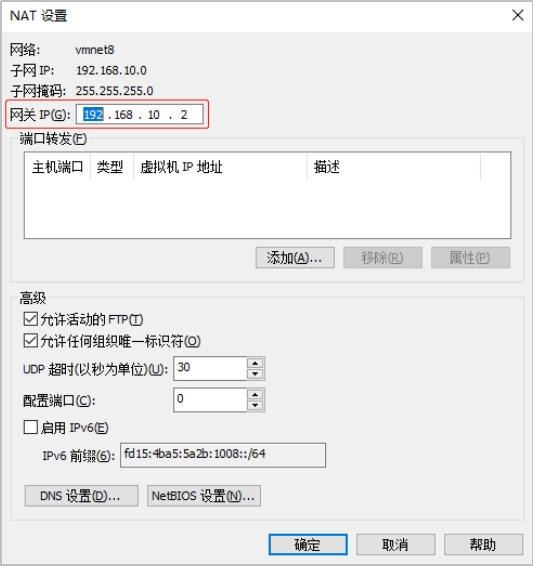 NAT 设置
网络: vmnet8
子网 IP: 192.168.10.0
子网掩码: 255.255.255.0
网关 IP(G): 192 . 168 . 10 . 2
端口转发(F)
主机端口 类型 虚拟机 IP 地址 描述
添加(A)... 移除(R) 属性(P)
高级
允许活动的 FTP(T)
允许任何组织唯一标识符(O)
UDP 超时(以秒为单位)(U): 30
配置端口(C): 0
启用 IPv6(E)
IPv6 前缀(6): fd15:4ba5:5a2b:1008::/64
DNS 设置(D)... NetBIOS 设置(N)...
确定 取消 帮助